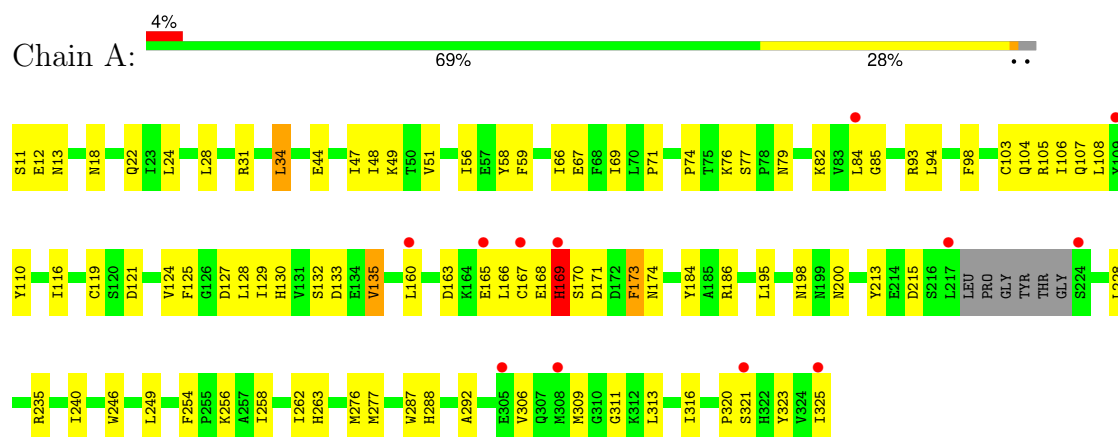 4%
Chain A:
69% 28% • •
S11 E12 N13 N18 Q22 I23 L24 L28 R31 L34 E44 I47 I48 K49 T50 V51 I56 E57 Y58 F59 I66 E67 F68 I69 L70 P71 P74 T75 K76 S77 P78 N79 K82 V83 L84 G85 R93 L94 F98 C103 Q104 R105 I106 Q107 L108 Y109
Y110 I116 C119 S120 D121 V124 F125 G126 D127 L128 I129 H130 V131 S132 D133 E134 V135 L160 D163 K164 E165 L166 C167 E168 H169 S170 D171 D172 F173 N174 Y184 A185 R186 L195 N198 N199 N200 Y213 E214 D215 S216 L217 LEU PRO GLY TYR THR GLY S224 L228
R235 I240 W246 L249 F254 P255 K256 A257 I258 I262 H263 M276 M277 W287 H288 A292 E305 V306 Q307 M308 M309 G310 G311 K312 L313 I316 P320 S321 H322 Y323 V324 I325